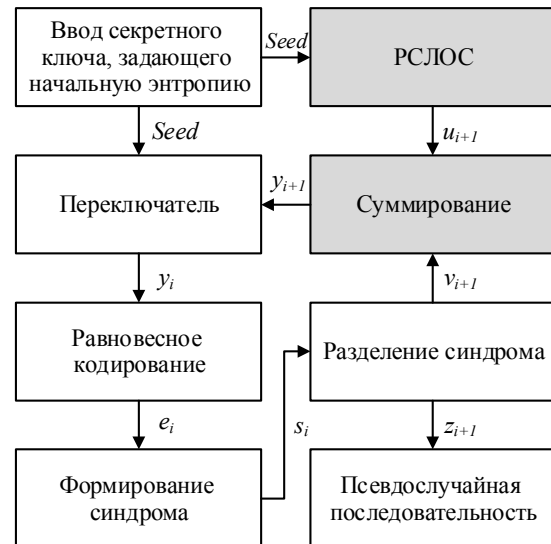 Ввод секретного
ключа, задающего
начальную энтропию
Seed
РСЛОС
Seed
u_{i+1}
Переключатель
y_{i+1}
Суммирование
y_i
v_{i+1}
Равновесное
кодирование
Разделение синдрома
e_i
s_i
z_{i+1}
Формирование
синдрома
Псевдослучайная
последовательность